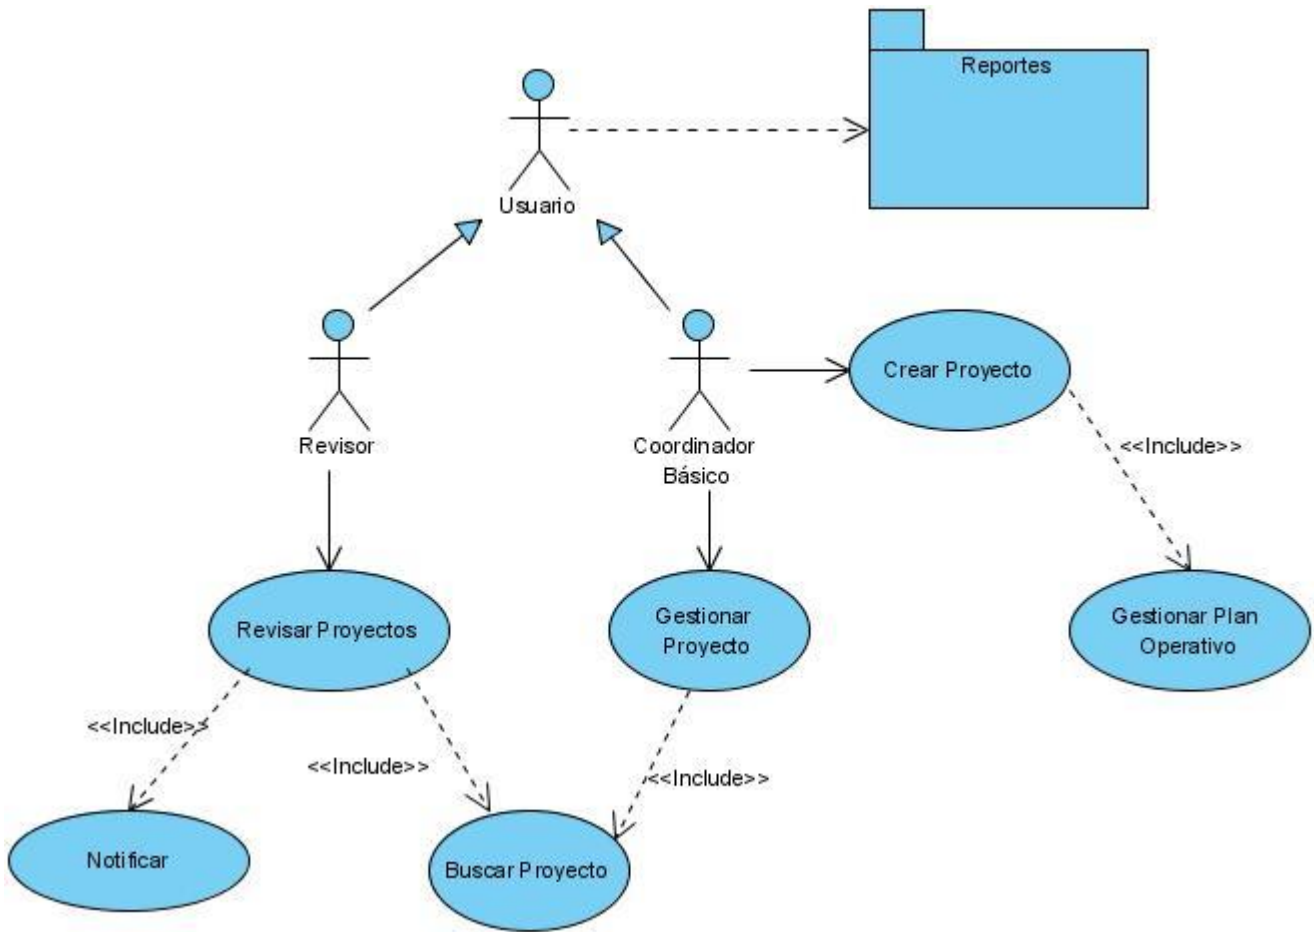 Reportes
Usuario
Crear Proyecto
Revisor
Coordinador
Básico
<<Include>>
Revisar Proyectos
Gestionar
Proyecto
Gestionar Plan
Operativo
<<Include>>
<<Include>>
<<Include>>
Notificar
Buscar Proyecto